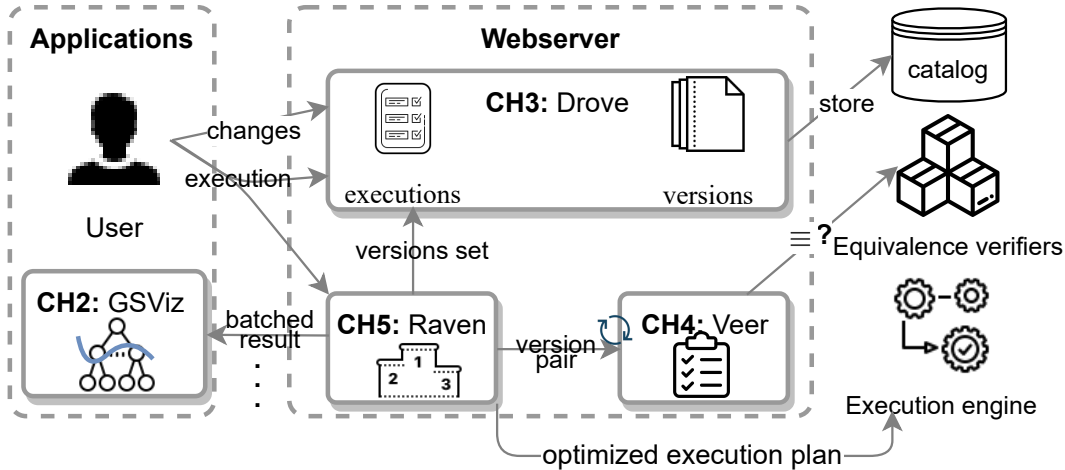 Applications
Webserver
CH3: Drove
catalog
store
changes
execution
executions
versions
User
versions set
≡ ?
Equivalence verifiers
CH2: GSViz
batched
result
CH5: Raven
1
2
3
version
pair
CH4: Veer
Execution engine
optimized execution plan